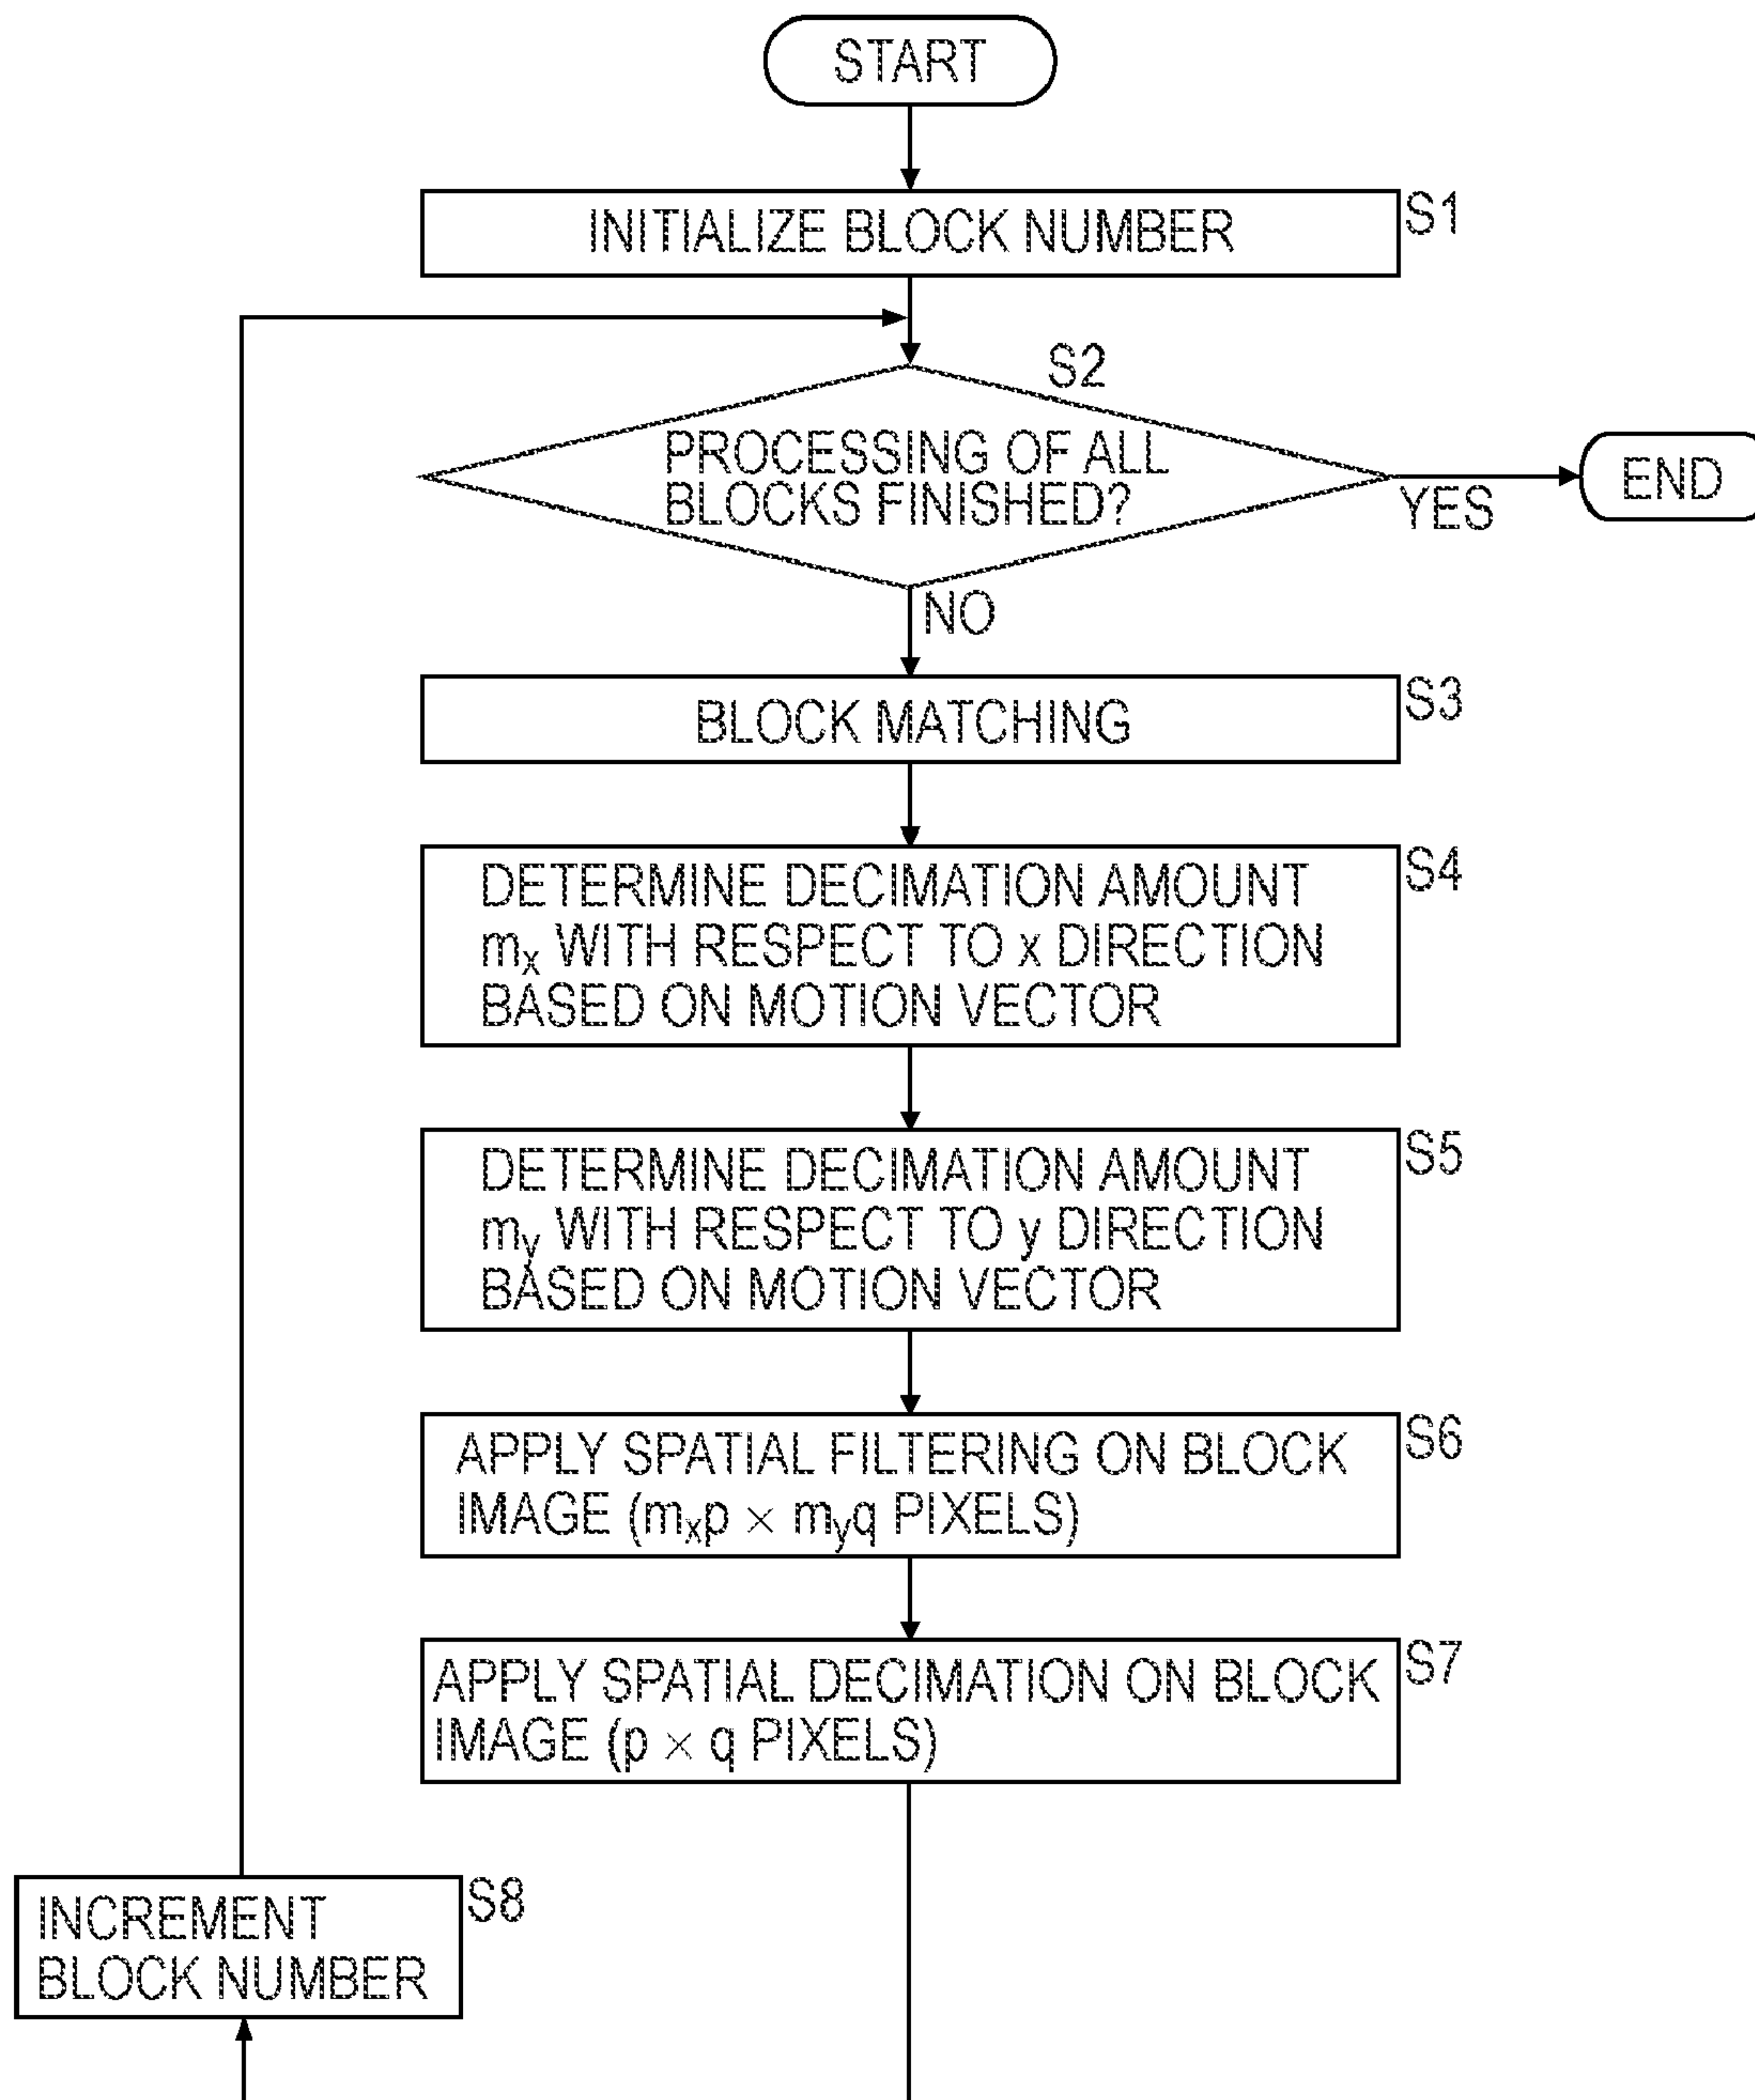 START
INITIALIZE BLOCK NUMBER
S1
S2
PROCESSING OF ALL
BLOCKS FINISHED?
YES
END
NO
BLOCK MATCHING
S3
DETERMINE DECIMATION AMOUNT
mx WITH RESPECT TO x DIRECTION
BASED ON MOTION VECTOR
S4
DETERMINE DECIMATION AMOUNT
my WITH RESPECT TO y DIRECTION
BASED ON MOTION VECTOR
S5
APPLY SPATIAL FILTERING ON BLOCK
IMAGE (mxp × myq PIXELS)
S6
APPLY SPATIAL DECIMATION ON BLOCK
IMAGE (p × q PIXELS)
S7
INCREMENT
BLOCK NUMBER
S8